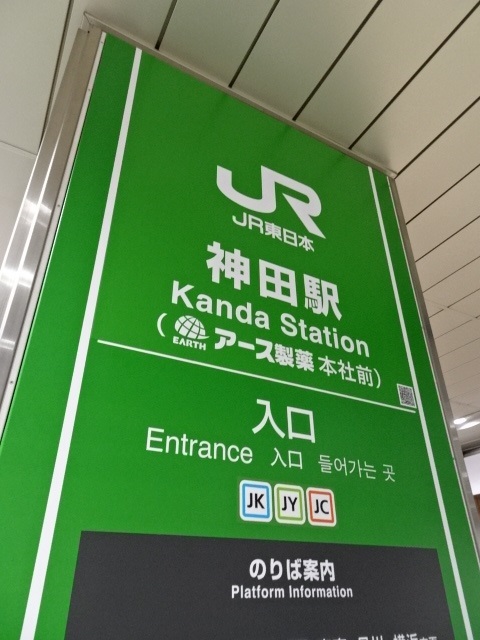 JR
JR東日本
神田駅
Kanda Station
(EARTH アース製薬 本社前)
入口
Entrance 入口 들어가는 곳
JK JY JC
のりば案内
Platform Information